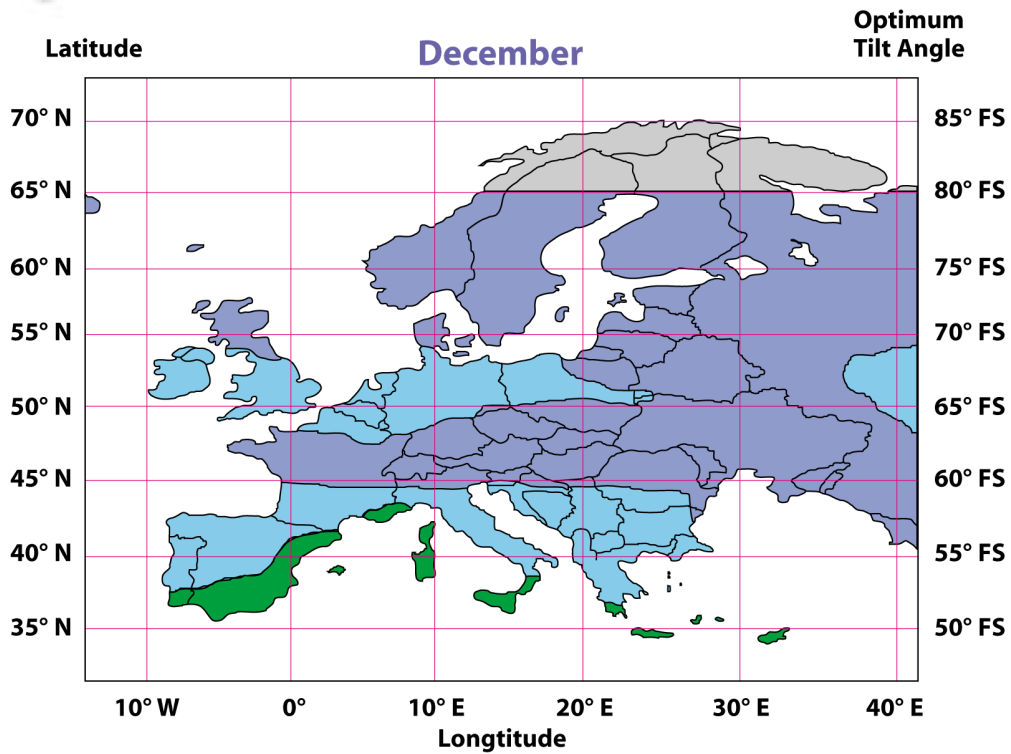 Optimum
Latitude December Tilt Angle
70° N 85° FS
65° N 80° FS
60° N 75° FS
55° N 70° FS
50° N 65° FS
45° N 60° FS
40° N 55° FS
35° N 50° FS
10° W 0° 10° E 20° E 30° E 40° E
Longtitude